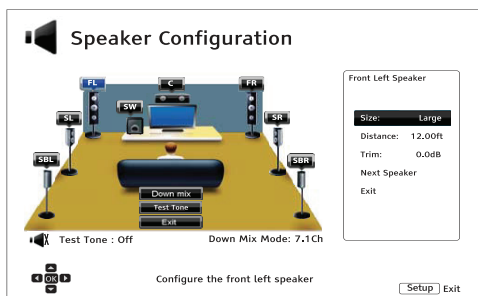 Speaker Configuration
FL
C
FR
SW
SL
SR
SBL
SBR
Down mix
Test Tone
Exit
Test Tone : Off
Down Mix Mode: 7.1Ch
Front Left Speaker
Size: Large
Distance: 12.00ft
Trim: 0.0dB
Next Speaker
Exit
OK
Configure the front left speaker
Setup Exit